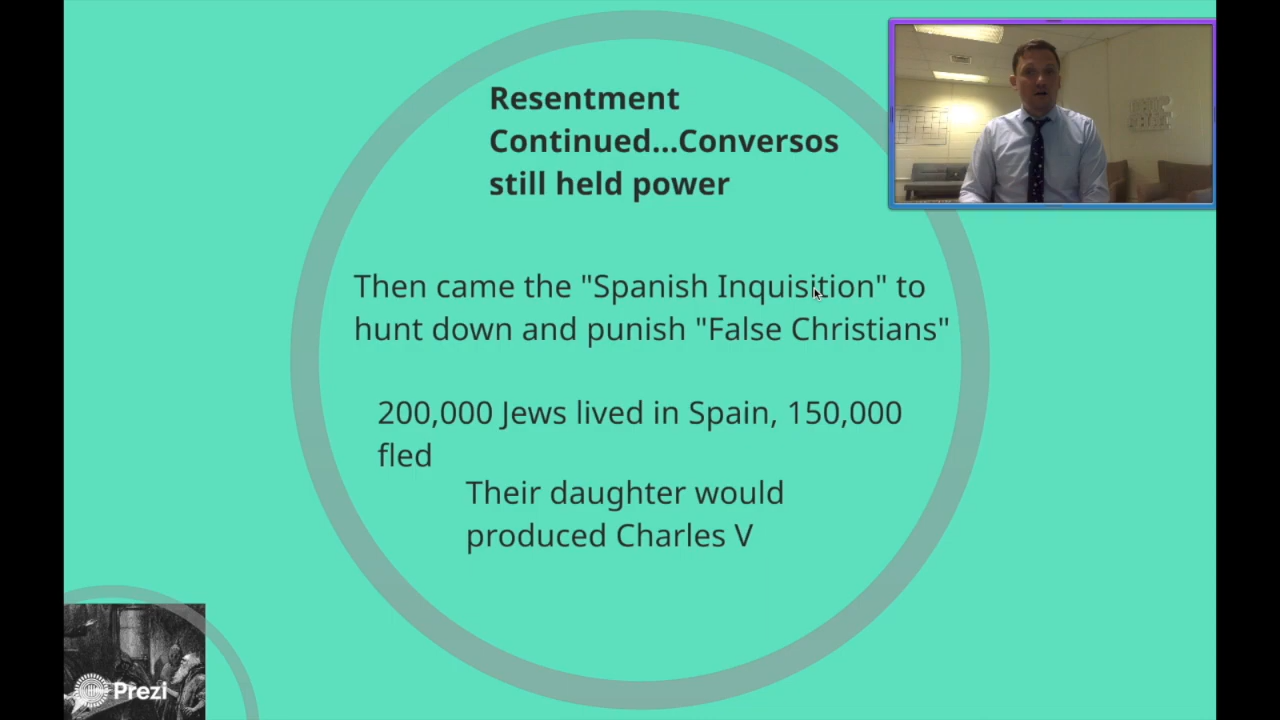 Resentment
Continued...Conversos
still held power
Then came the "Spanish Inquisition" to
hunt down and punish "False Christians"
200,000 Jews lived in Spain, 150,000
fled
Their daughter would
produced Charles V
Prezi